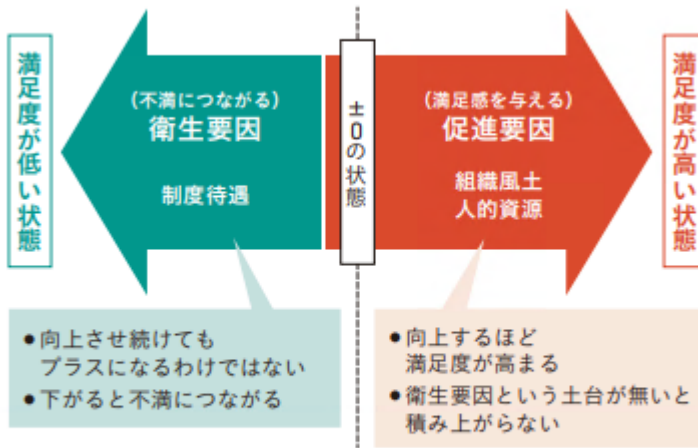 満足度が低い状態
(不満につながる)
衛生要因
制度待遇
±0の状態
(満足感を与える)
促進要因
組織風土
人的資源
満足度が高い状態
●向上させ続けても
プラスになるわけではない
●下がると不満につながる
●向上するほど
満足度が高まる
●衛生要因という土台が無いと
積み上がらない